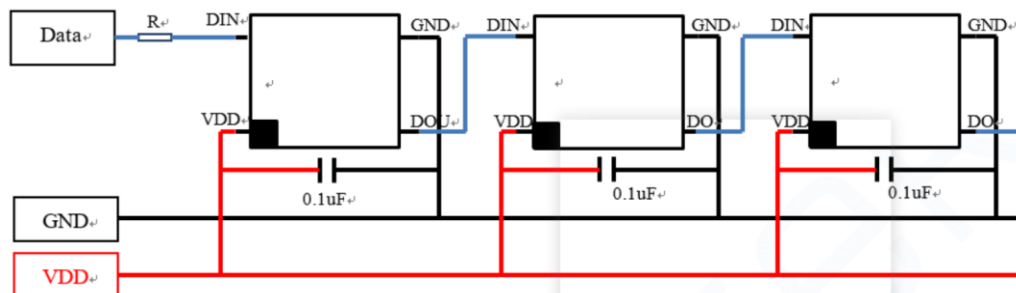 Data
R
DIN
GND
VDD
DOU
0.1uF
DIN
GND
VDD
DO
0.1uF
DIN
GND
VDD
DO
0.1uF
GND
VDD